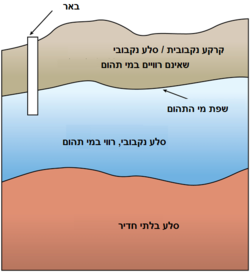 באר
קרקע נקבובית / סלע נקבובי
שאינם רוויים במי תהום
שפת מי התהום
סלע נקבובי, רווי במי תהום
סלע בלתי חדיר